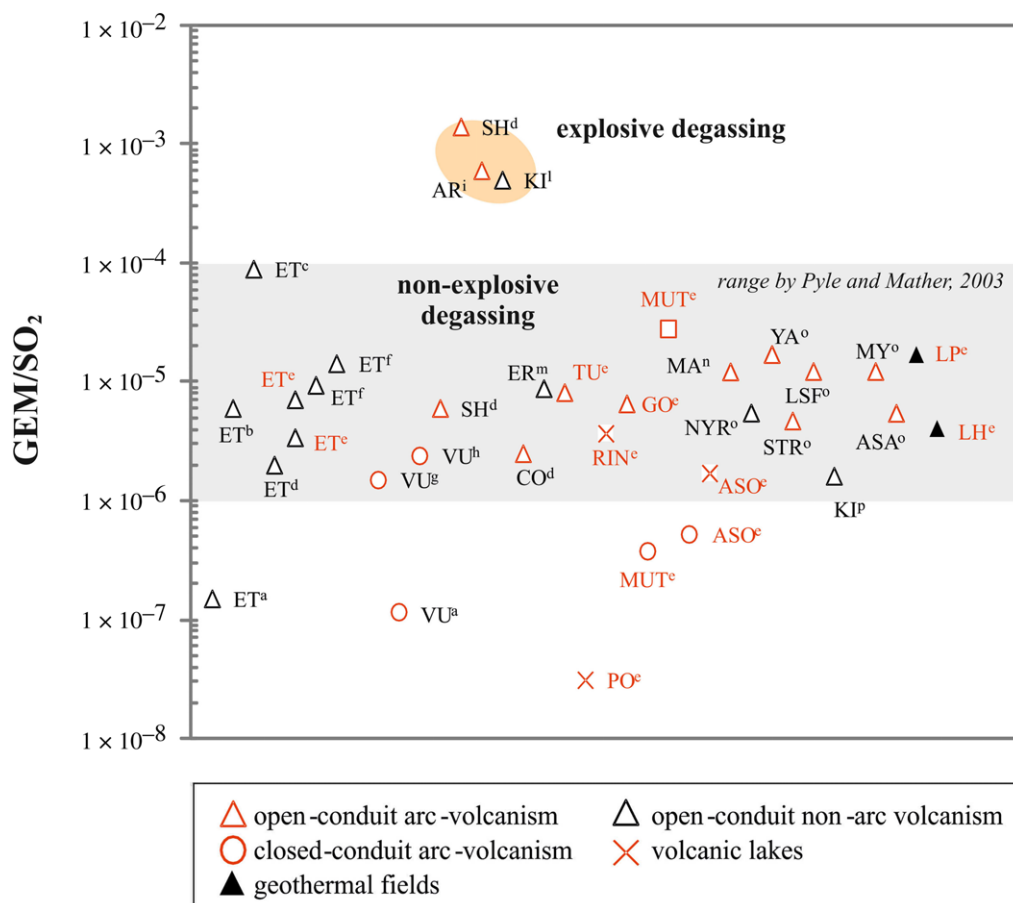 1 × 10⁻²
1 × 10⁻³
1 × 10⁻⁴
1 × 10⁻⁵
1 × 10⁻⁶
1 × 10⁻⁷
1 × 10⁻⁸
GEM/SO₂
SHᵈ
explosive degassing
ARⁱ
KIˡ
ETᶜ
non-explosive
degassing
range by Pyle and Mather, 2003
MUTᵉ
YAᵒ
MYᵒ
LPᵉ
ETᶠ
ERᵐ
MAⁿ
ETᵉ
TUᵉ
ETᶠ
LSFᵒ
ETᵇ
SHᵈ
GOᵉ
NYRᵒ
STRᵒ
ASAᵒ
LHᵉ
ETᵉ
RINᵉ
VUʰ
ETᵈ
VUᵍ
COᵈ
ASOᵉ
KIᵖ
ASOᵉ
MUTᵉ
ETᵃ
VUᵃ
POᵉ
open-conduit arc-volcanism
open-conduit non-arc volcanism
closed-conduit arc-volcanism
volcanic lakes
geothermal fields